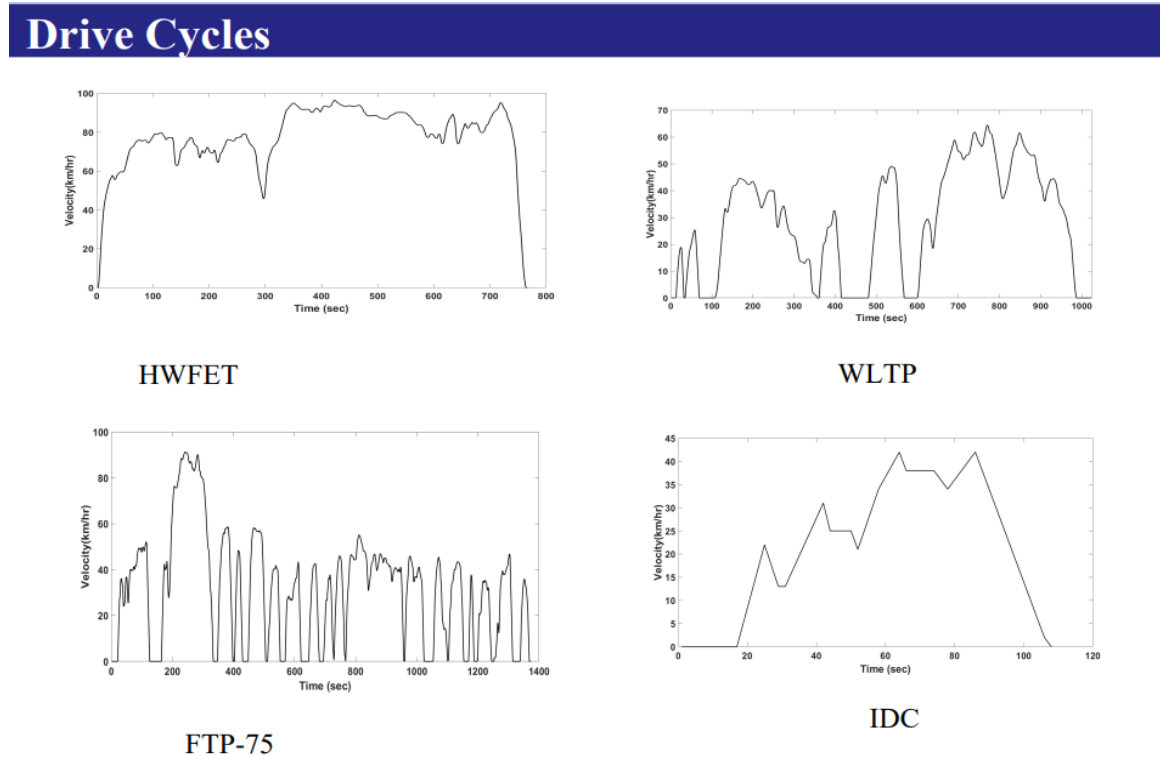 Drive Cycles
100
80
60
40
20
0
Velocity(km/hr)
0 100 200 300 400 500 600 700 800
Time (sec)
HWFET
70
60
50
40
30
20
10
0
Velocity(km/hr)
0 100 200 300 400 500 600 700 800 900 1000
Time (sec)
WLTP
100
80
60
40
20
0
Velocity(km/hr)
0 200 400 600 800 1000 1200 1400
Time (sec)
FTP-75
45
40
35
30
25
20
15
10
5
0
Velocity(km/hr)
0 20 40 60 80 100 120
Time (sec)
IDC